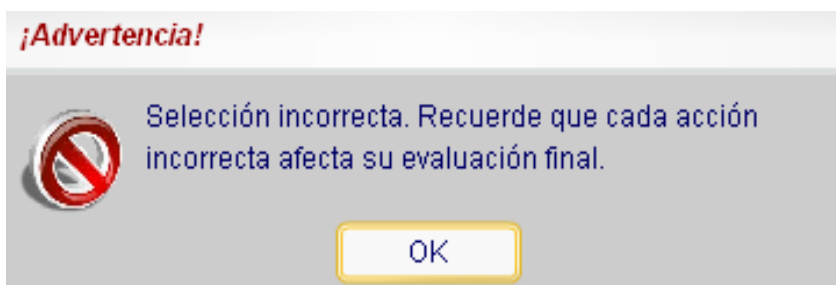 ¡Advertencia!
Selección incorrecta. Recuerde que cada acción
incorrecta afecta su evaluación final.
OK